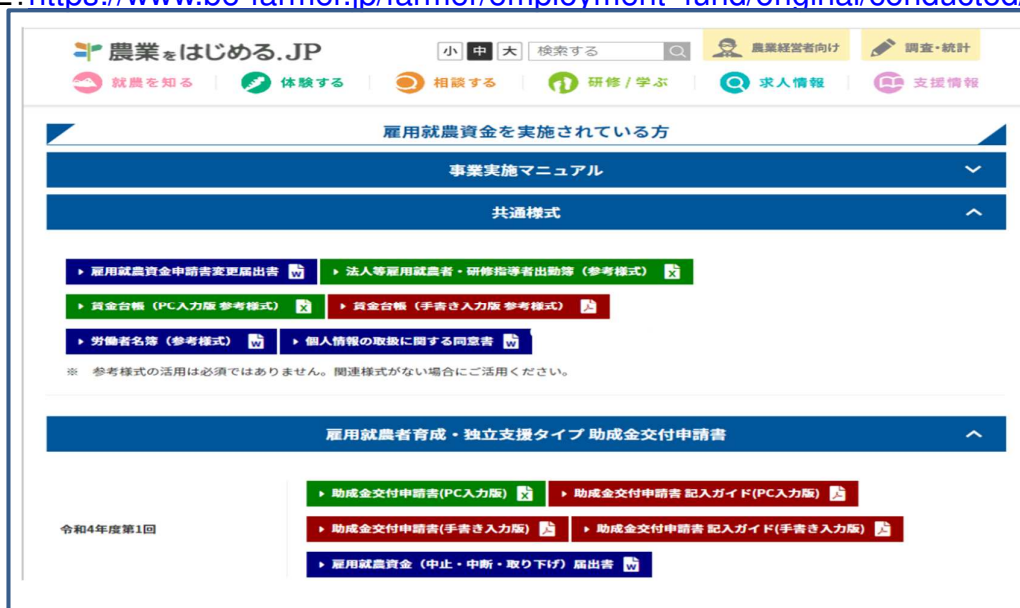 https://www.be-farmer.jp/farmer/employment_fund/original/conducted/
農業をはじめる.JP
小 中 大 検索する 農業経営者向け 調査・統計
就農を知る 体験する 相談する 研修/学ぶ 求人情報 支援情報
雇用就農資金を実施されている方
事業実施マニュアル
共通様式
雇用就農資金申請書変更届出書 法人等雇用就農者・研修指導者出勤簿（参考様式）
賃金台帳（PC入力版 参考様式） 賃金台帳（手書き入力版 参考様式）
労働者名簿（参考様式） 個人情報の取扱に関する同意書
※ 参考様式の活用は必須ではありません。関連様式がない場合にご活用ください。
雇用就農者育成・独立支援タイプ 助成金交付申請書
助成金交付申請書(PC入力版) 助成金交付申請書 記入ガイド(PC入力版)
令和4年度第1回
助成金交付申請書(手書き入力版) 助成金交付申請書 記入ガイド(手書き入力版)
雇用就農資金（中止・中断・取り下げ）届出書